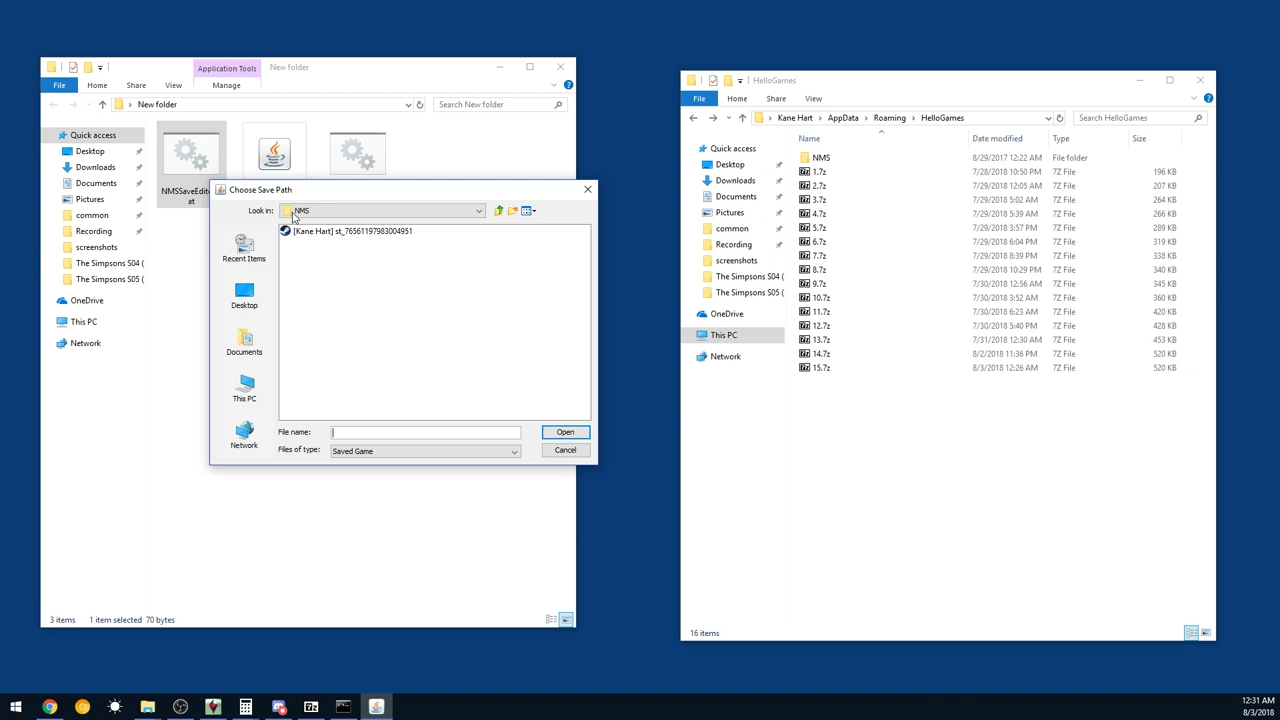 Application Tools
New folder
File
Home
Share
View
Manage
New folder
Search New folder
Quick access
Desktop
Downloads
Documents
Pictures
common
Recording
screenshots
The Simpsons S04 (
The Simpsons S05 (
OneDrive
This PC
Network
NMSSaveEdit
at
3 items
1 item selected 70 bytes
Choose Save Path
Look in:
NMS
[Kane Hart] st_76561197983004951
Recent Items
Desktop
Documents
This PC
Network
File name:
Open
Files of type:
Saved Game
Cancel
HelloGames
File
Home
Share
View
Kane Hart
AppData
Roaming
HelloGames
Search HelloGames
Name
Date modified
Type
Size
Quick access
Desktop
Downloads
Documents
Pictures
common
Recording
screenshots
The Simpsons S04 (
The Simpsons S05 (
OneDrive
This PC
Network
NMS 8/29/2017 12:22 AM File folder
1.7z 7/28/2018 10:50 PM 7Z File 196 KB
2.7z 7/29/2018 12:05 AM 7Z File 207 KB
3.7z 7/29/2018 5:02 AM 7Z File 264 KB
4.7z 7/29/2018 5:39 AM 7Z File 266 KB
5.7z 7/29/2018 3:57 PM 7Z File 289 KB
6.7z 7/29/2018 6:04 PM 7Z File 319 KB
7.7z 7/29/2018 8:39 PM 7Z File 338 KB
8.7z 7/29/2018 10:29 PM 7Z File 340 KB
9.7z 7/30/2018 12:56 AM 7Z File 345 KB
10.7z 7/30/2018 3:52 AM 7Z File 360 KB
11.7z 7/30/2018 6:23 AM 7Z File 420 KB
12.7z 7/30/2018 5:40 PM 7Z File 428 KB
13.7z 7/31/2018 12:30 AM 7Z File 453 KB
14.7z 8/2/2018 11:36 PM 7Z File 520 KB
15.7z 8/3/2018 12:26 AM 7Z File 520 KB
16 items
12:31 AM
8/3/2018